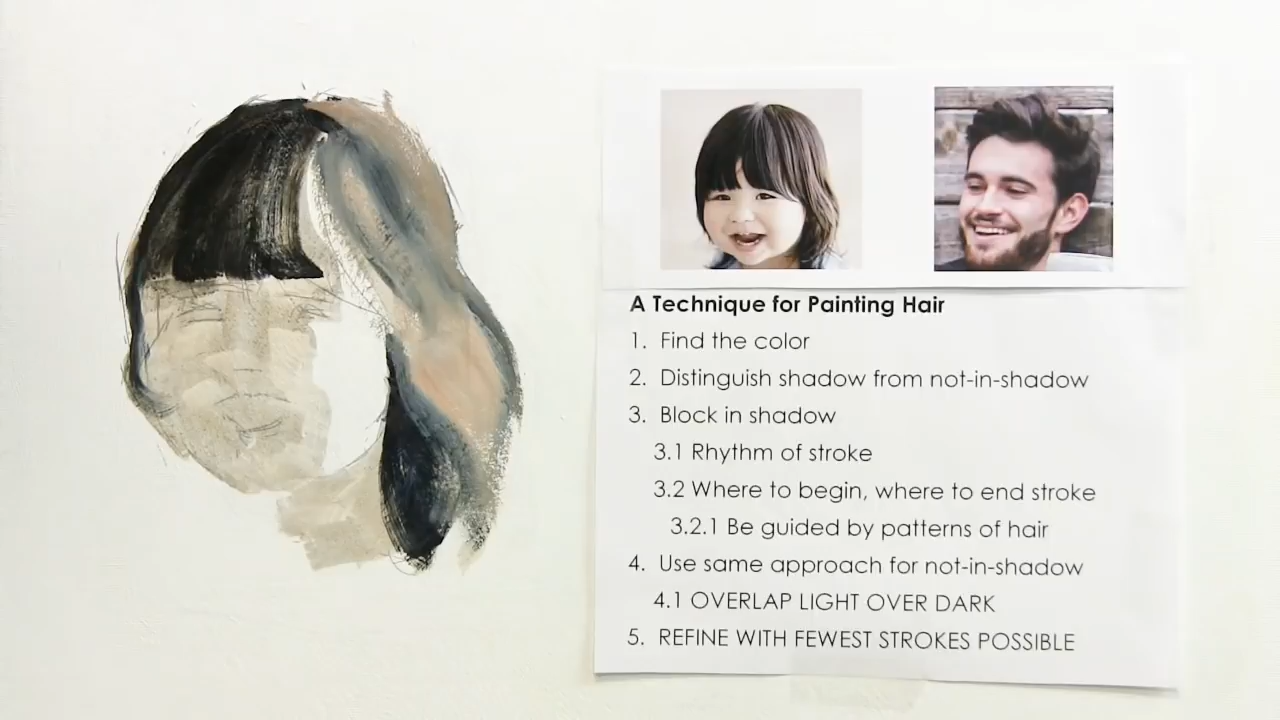 A Technique for Painting Hair
1. Find the color
2. Distinguish shadow from not-in-shadow
3. Block in shadow
3.1 Rhythm of stroke
3.2 Where to begin, where to end stroke
3.2.1 Be guided by patterns of hair
4. Use same approach for not-in-shadow
4.1 OVERLAP LIGHT OVER DARK
5. REFINE WITH FEWEST STROKES POSSIBLE